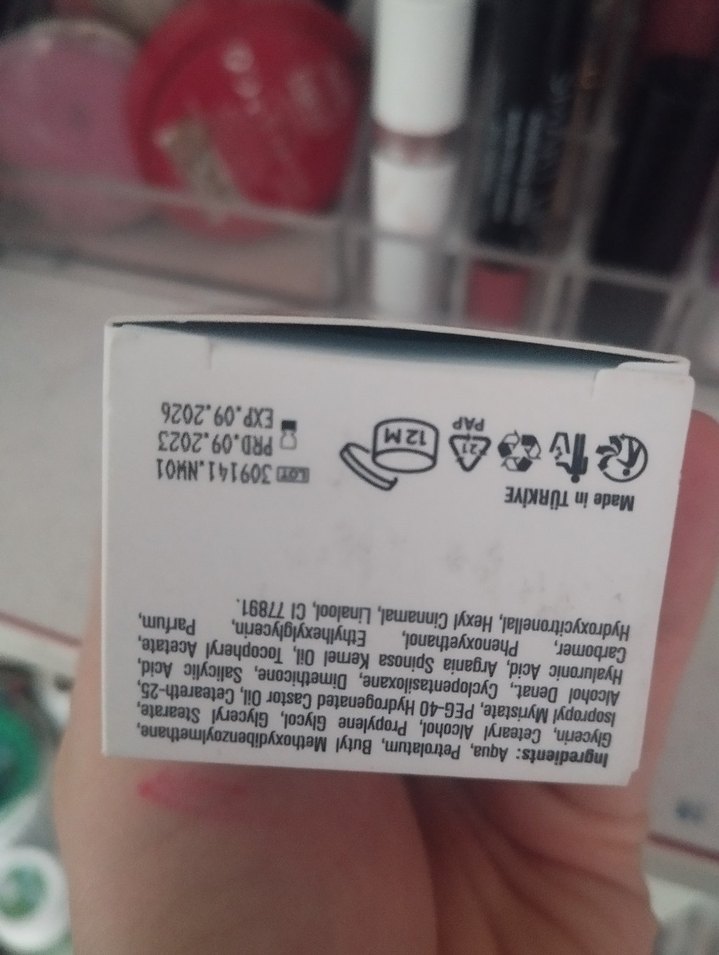 Ingredients: Aqua, Petrolatum, Butyl Methoxydibenzoylmethane,
Glycerin, Cetearyl Alcohol, Propylene Glycol, Glyceryl Stearate,
Isopropyl Myristate, PEG-40 Hydrogenated Castor Oil, Ceteareth-25,
Alcohol Denat., Cyclopentasiloxane, Dimethicone, Salicylic Acid,
Hyaluronic Acid, Argania Spinosa Kernel Oil, Tocopheryl Acetate,
Carbomer, Phenoxyethanol, Ethylhexylglycerin, Parfum,
Hydroxycitronellal, Hexyl Cinnamal, Linalool, CI 77891.
Made in TÜRKİYE
21
PAP
12 M
LOT 309141.NW01
PRD.09.2023
EXP.09.2026